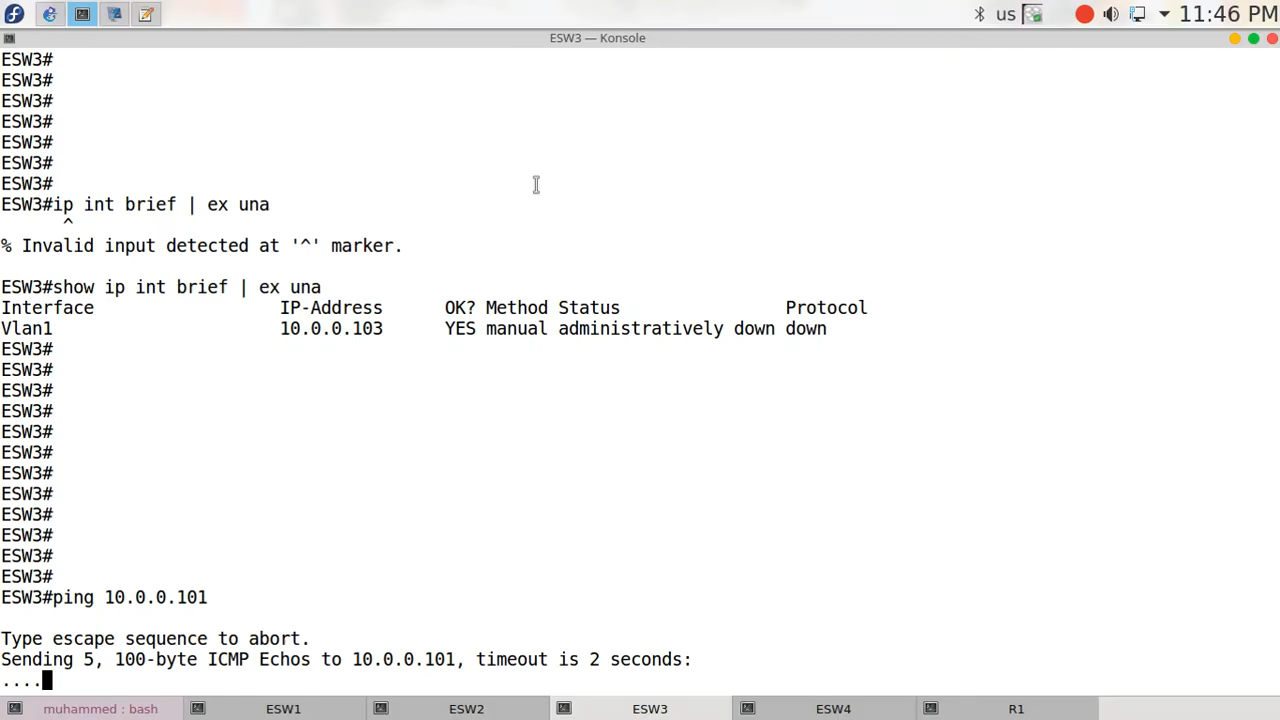 us
11:46 PM
ESW3 — Konsole
ESW3#
ESW3#
ESW3#
ESW3#
ESW3#
ESW3#
ESW3#
ESW3#ip int brief | ex una
^
% Invalid input detected at '^' marker.
ESW3#show ip int brief | ex una
Interface IP-Address OK? Method Status Protocol
Vlan1 10.0.0.103 YES manual administratively down down
ESW3#
ESW3#
ESW3#
ESW3#
ESW3#
ESW3#
ESW3#
ESW3#
ESW3#
ESW3#
ESW3#
ESW3#
ESW3#ping 10.0.0.101
Type escape sequence to abort.
Sending 5, 100-byte ICMP Echos to 10.0.0.101, timeout is 2 seconds:
....
muhammed : bash ESW1 ESW2 ESW3 ESW4 R1